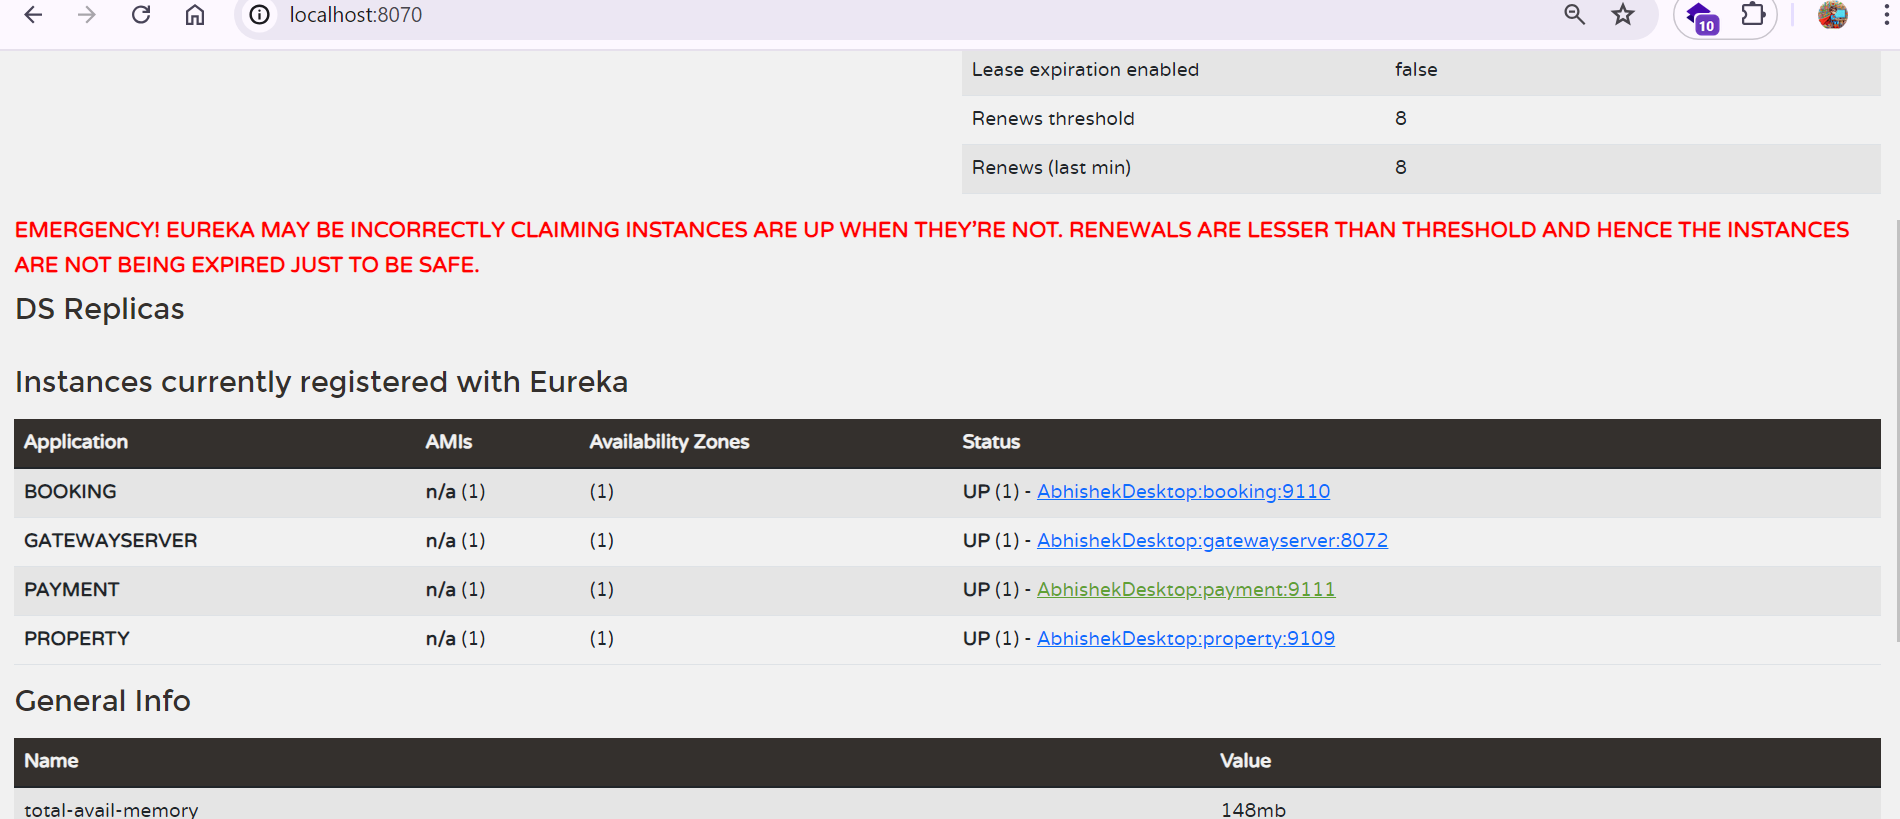 localhost:8070
10
Lease expiration enabled false
Renews threshold 8
Renews (last min) 8
EMERGENCY! EUREKA MAY BE INCORRECTLY CLAIMING INSTANCES ARE UP WHEN THEY'RE NOT. RENEWALS ARE LESSER THAN THRESHOLD AND HENCE THE INSTANCES
ARE NOT BEING EXPIRED JUST TO BE SAFE.
DS Replicas
Instances currently registered with Eureka
Application AMIs Availability Zones Status
BOOKING n/a (1) (1) UP (1) - AbhishekDesktop:booking:9110
GATEWAYSERVER n/a (1) (1) UP (1) - AbhishekDesktop:gatewayserver:8072
PAYMENT n/a (1) (1) UP (1) - AbhishekDesktop:payment:9111
PROPERTY n/a (1) (1) UP (1) - AbhishekDesktop:property:9109
General Info
Name Value
total-avail-memory 148mb